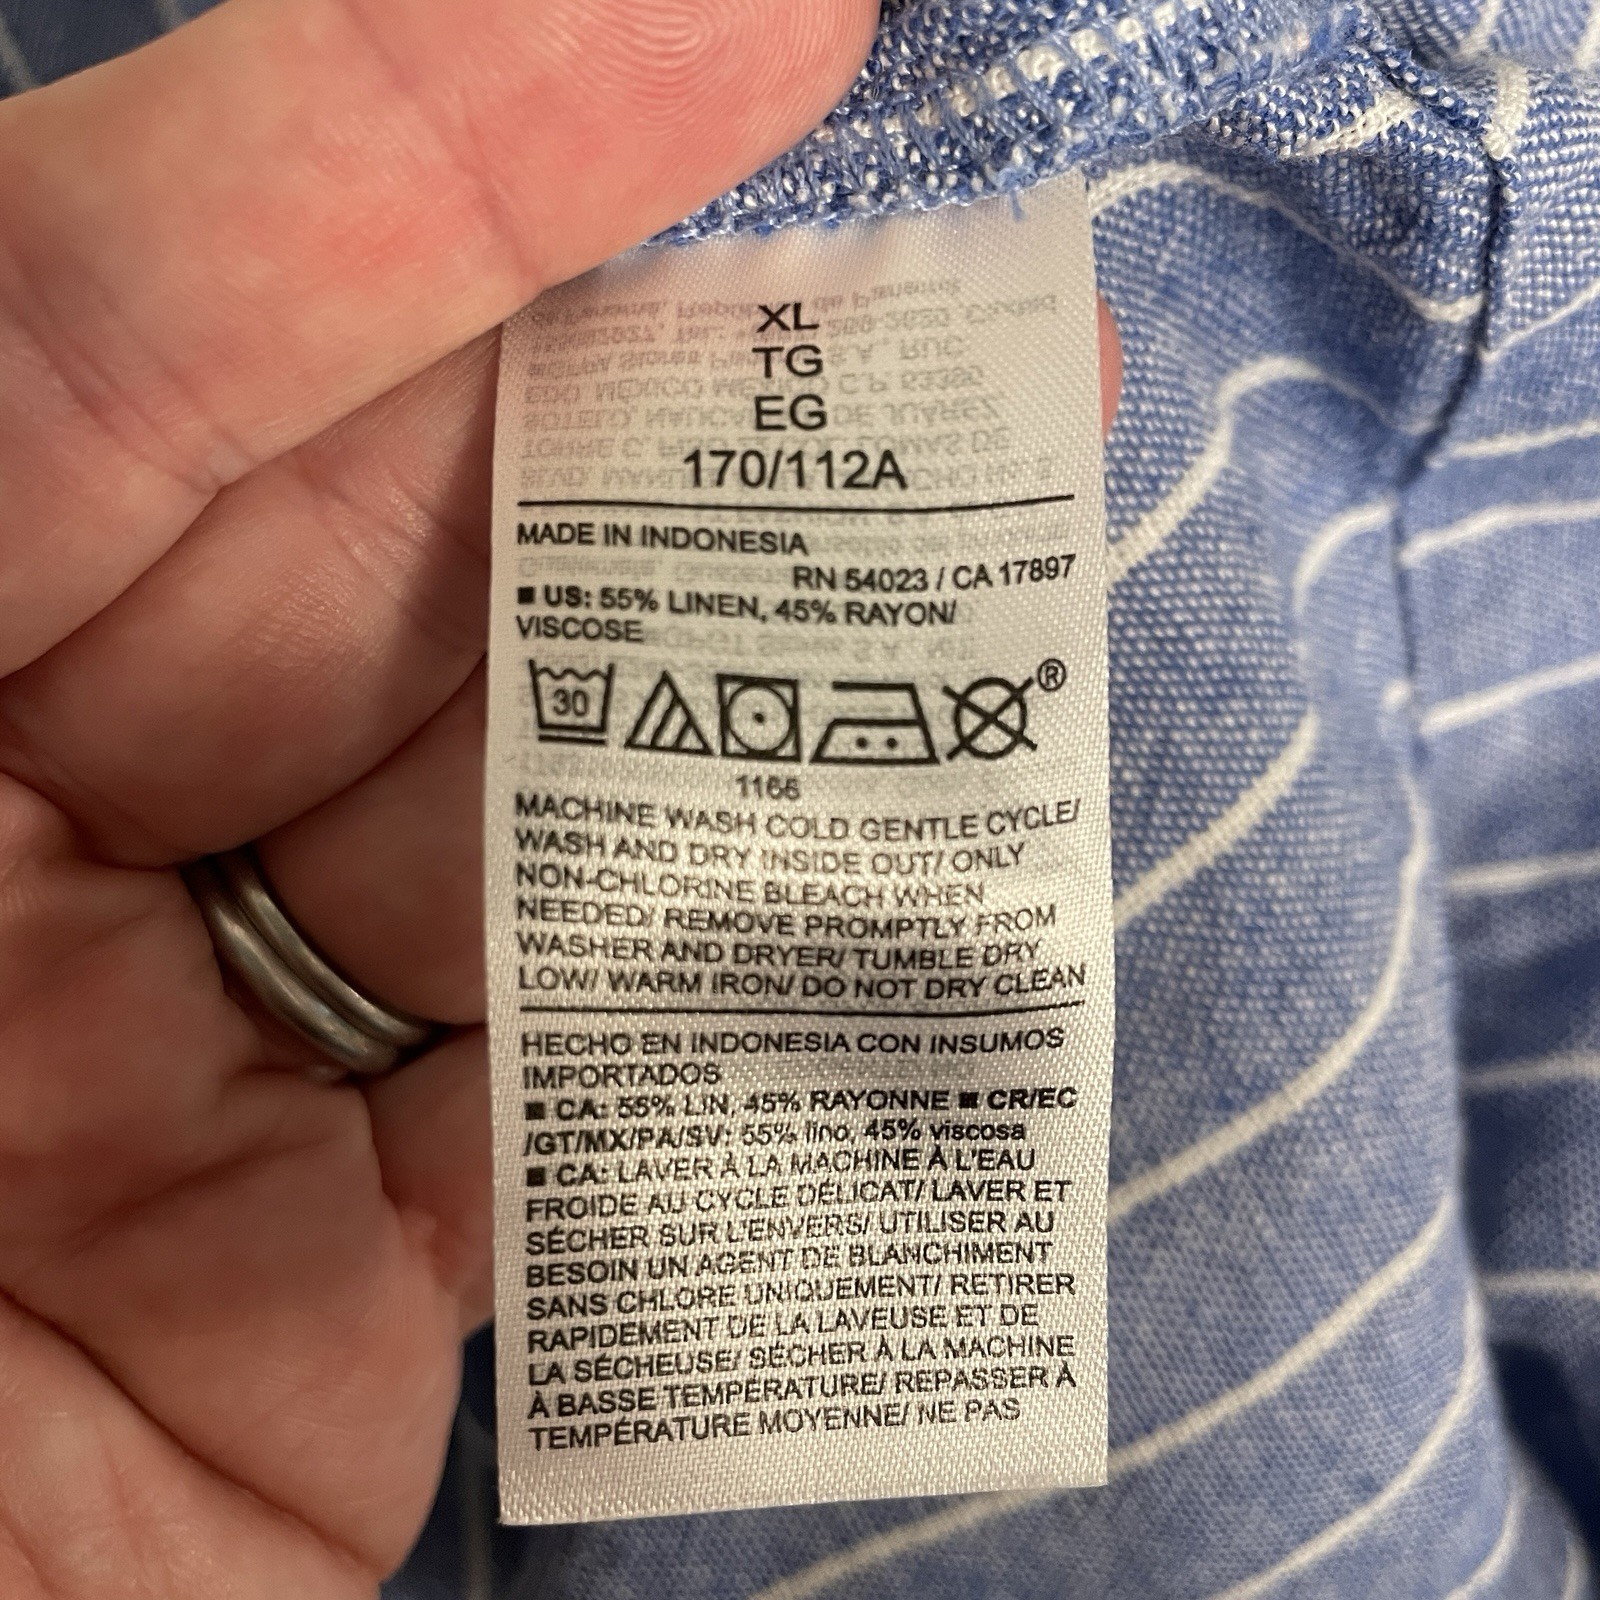 XL
TG
EG
170/112A
MADE IN INDONESIA
RN 54023 / CA 17897
■ US: 55% LINEN, 45% RAYON/
VISCOSE
30
®
1166
MACHINE WASH COLD GENTLE CYCLE/
WASH AND DRY INSIDE OUT/ ONLY
NON-CHLORINE BLEACH WHEN
NEEDED/ REMOVE PROMPTLY FROM
WASHER AND DRYER/ TUMBLE DRY
LOW/ WARM IRON/ DO NOT DRY CLEAN
HECHO EN INDONESIA CON INSUMOS
IMPORTADOS
■ CA: 55% LIN, 45% RAYONNE ■ CR/EC
/GT/MX/PA/SV: 55% lino, 45% viscosa
■ CA: LAVER À LA MACHINE À L'EAU
FROIDE AU CYCLE DÉLICAT/ LAVER ET
SÉCHER SUR L'ENVERS/ UTILISER AU
BESOIN UN AGENT DE BLANCHIMENT
SANS CHLORE UNIQUEMENT/ RETIRER
RAPIDEMENT DE LA LAVEUSE ET DE
LA SÉCHEUSE/ SÉCHER À LA MACHINE
À BASSE TEMPÉRATURE/ REPASSER À
TEMPÉRATURE MOYENNE/ NE PAS